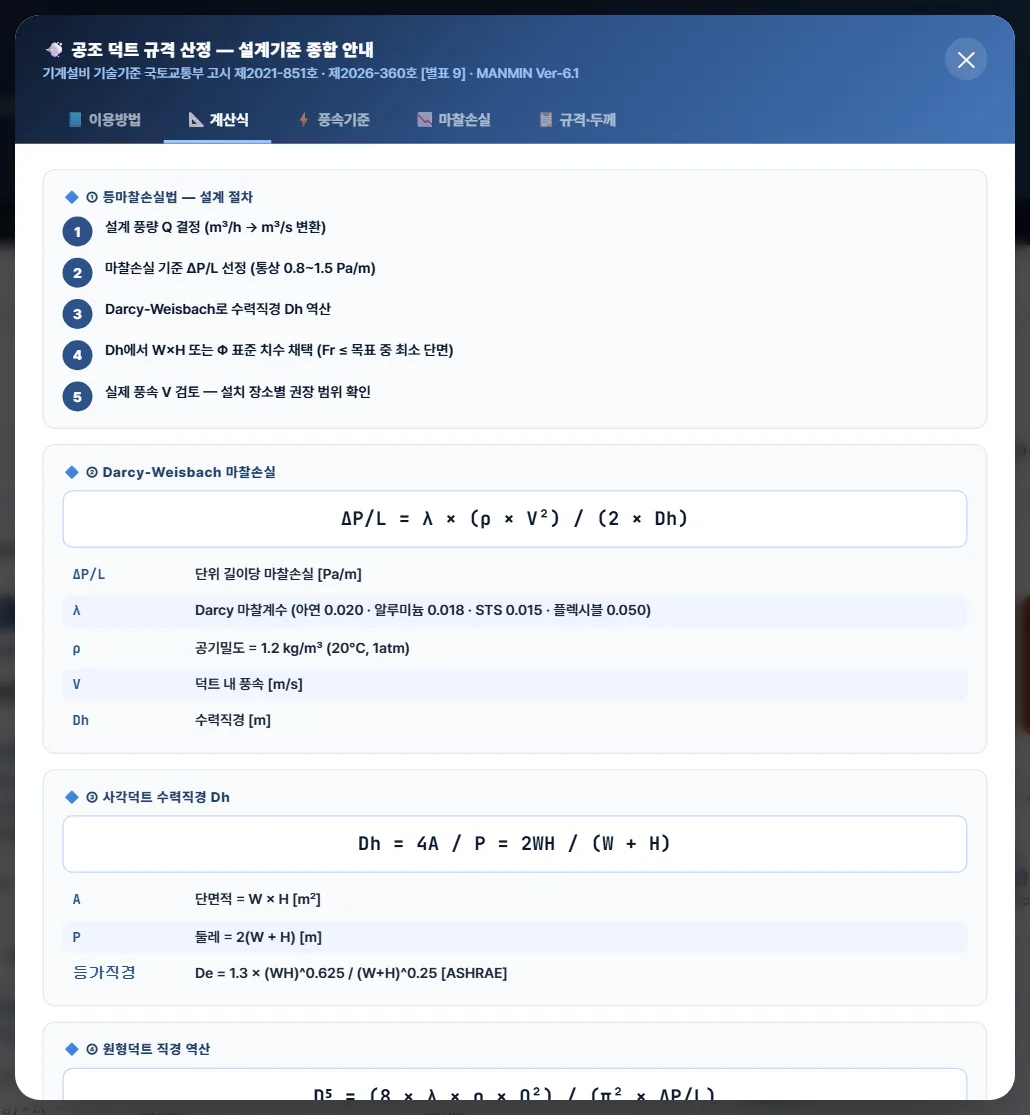 공조 덕트 규격 산정 — 설계기준 종합 안내
기계설비 기술기준 국토교통부 고시 제2021-851호 · 제2026-360호 [별표 9] · MANMIN Ver-6.1
이용방법 계산식 풍속기준 마찰손실 규격·두께
① 등마찰손실법 — 설계 절차
1 설계 풍량 Q 결정 (m³/h → m³/s 변환)
2 마찰손실 기준 ΔP/L 선정 (통상 0.8~1.5 Pa/m)
3 Darcy-Weisbach로 수력직경 Dh 역산
4 Dh에서 W×H 또는 Φ 표준 치수 채택 (Fr ≤ 목표 중 최소 단면)
5 실제 풍속 V 검토 — 설치 장소별 권장 범위 확인
② Darcy-Weisbach 마찰손실
ΔP/L = λ × (ρ × V²) / (2 × Dh)
ΔP/L 단위 길이당 마찰손실 [Pa/m]
λ Darcy 마찰계수 (아연 0.020 · 알루미늄 0.018 · STS 0.015 · 플렉시블 0.050)
ρ 공기밀도 = 1.2 kg/m³ (20°C, 1atm)
V 덕트 내 풍속 [m/s]
Dh 수력직경 [m]
③ 사각덕트 수력직경 Dh
Dh = 4A / P = 2WH / (W + H)
A 단면적 = W × H [m²]
P 둘레 = 2(W + H) [m]
등가직경 De = 1.3 × (WH)^0.625 / (W+H)^0.25 [ASHRAE]
④ 원형덕트 직경 역산
D⁵ = (8 × λ × ρ × Q²) / (π² × ΔP/L)